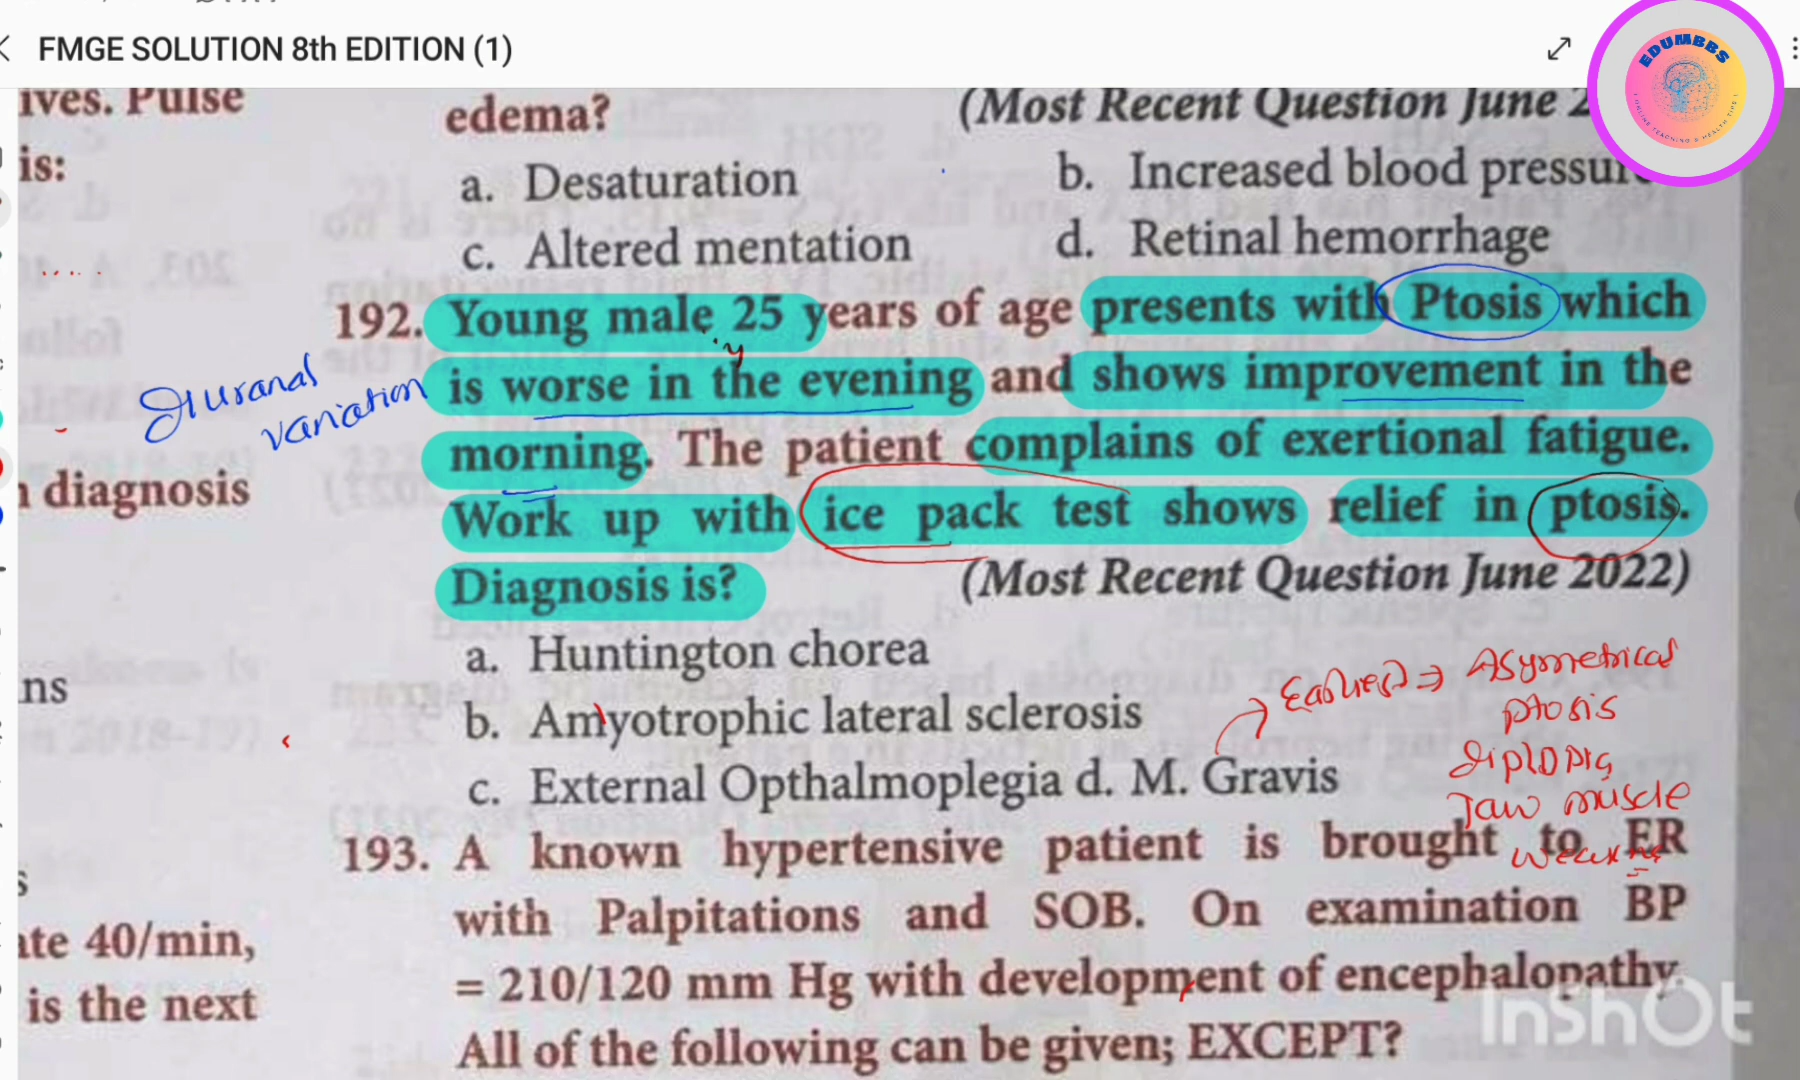 FMGE SOLUTION 8th EDITION (1)
EDUMBBS
ives. Pulse
is:
n diagnosis
ns
ate 40/min,
is the next
edema?
(Most Recent Question June 2
a. Desaturation
b. Increased blood pressur
c. Altered mentation
d. Retinal hemorrhage
192. Young male 25 years of age presents with Ptosis which
is worse in the evening and shows improvement in the
morning. The patient complains of exertional fatigue.
Work up with ice pack test shows relief in ptosis.
Diagnosis is?
(Most Recent Question June 2022)
variation
a. Huntington chorea
b. Amyotrophic lateral sclerosis
c. External Opthalmoplegia d. M. Gravis
Asymetrical
ptosis
Jaw muscle
193. A known hypertensive patient is brought to ER
with Palpitations and SOB. On examination BP
= 210/120 mm Hg with development of encephalopathy.
All of the following can be given; EXCEPT?
InShOt